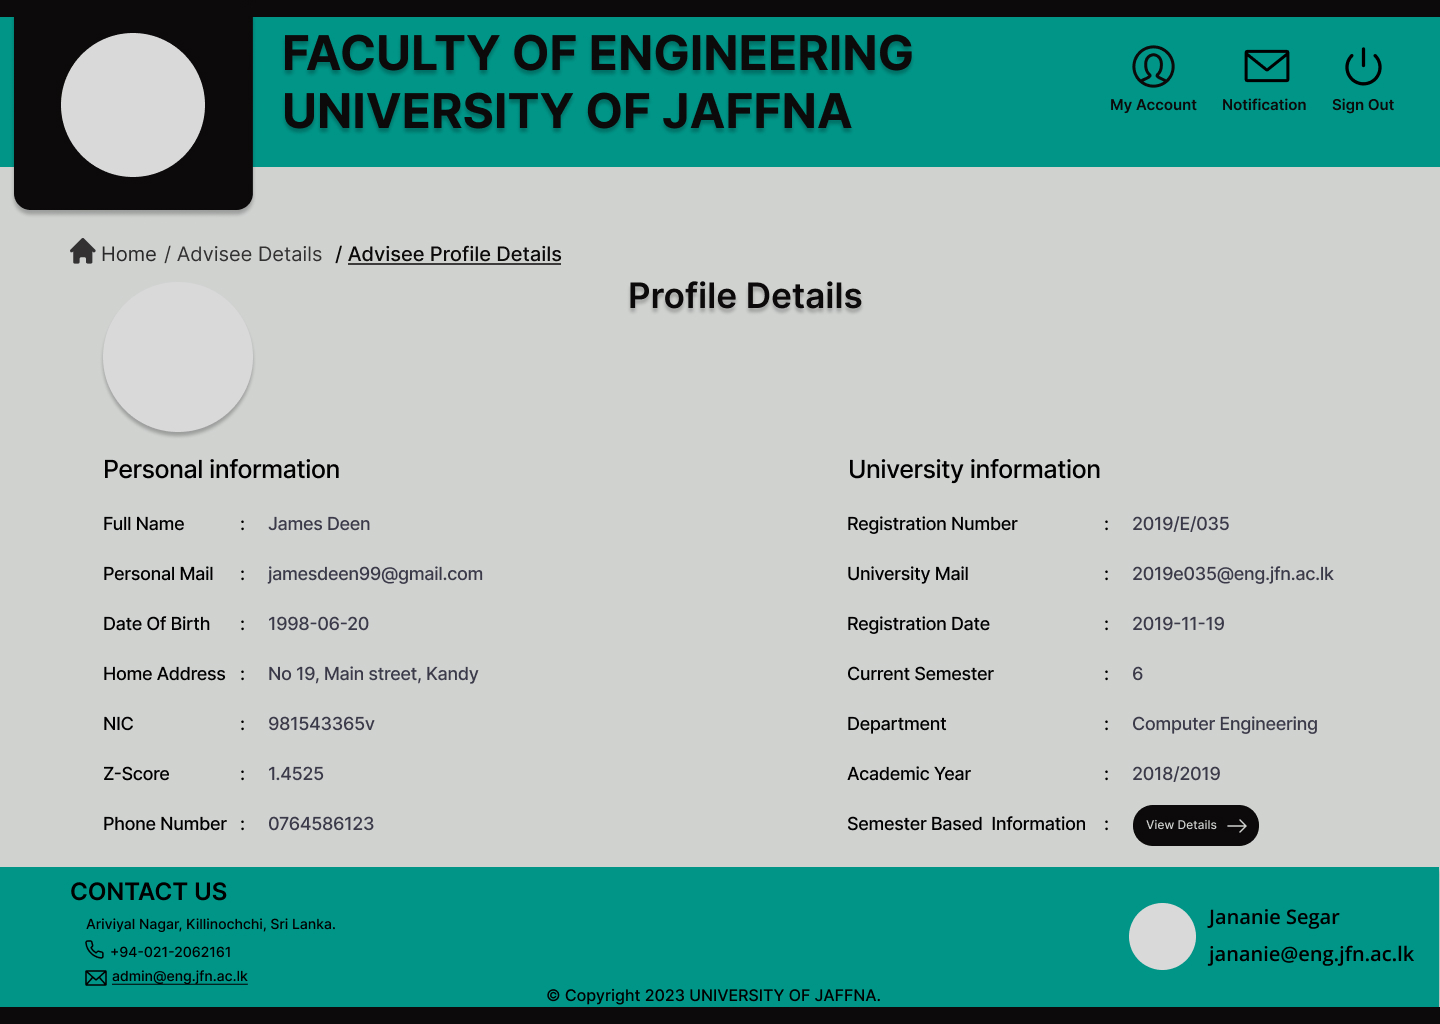 FACULTY OF ENGINEERING
UNIVERSITY OF JAFFNA
My Account
Notification
Sign Out
Home / Advisee Details / Advisee Profile Details
Profile Details
Personal information
Full Name : James Deen
Personal Mail : jamesdeen99@gmail.com
Date Of Birth : 1998-06-20
Home Address : No 19, Main street, Kandy
NIC : 981543365v
Z-Score : 1.4525
Phone Number : 0764586123
University information
Registration Number : 2019/E/035
University Mail : 2019e035@eng.jfn.ac.lk
Registration Date : 2019-11-19
Current Semester : 6
Department : Computer Engineering
Academic Year : 2018/2019
Semester Based Information : View Details
CONTACT US
Ariviyal Nagar, Killinochchi, Sri Lanka.
+94-021-2062161
admin@eng.jfn.ac.lk
Jananie Segar
jananie@eng.jfn.ac.lk
© Copyright 2023 UNIVERSITY OF JAFFNA.